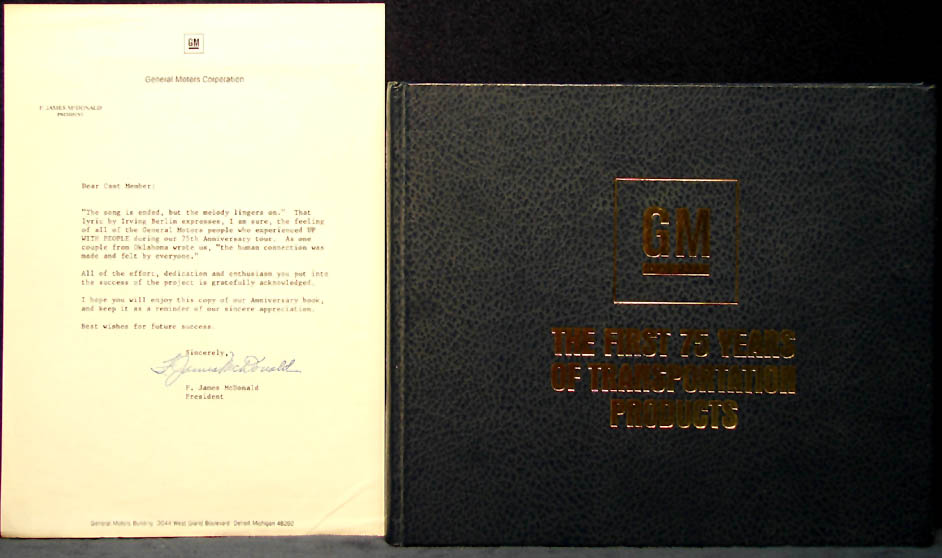 GM
General Motors Corporation
F. JAMES McDONALD
PRESIDENT
Dear Cast Member:
"The song is ended, but the melody lingers on."  That
lyric by Irving Berlin expresses, I am sure, the feeling
of all of the General Motors people who experienced UP
WITH PEOPLE during our 75th Anniversary tour.  As one
couple from Oklahoma wrote us, "the human connection was
made and felt by everyone."
All of the effort, dedication and enthusiasm you put into
the success of the project is gratefully acknowledged.
I hope you will enjoy this copy of our Anniversary book,
and keep it as a reminder of our sincere appreciation.
Best wishes for future success.
Sincerely,
F. James McDonald
F. James McDonald
President
General Motors Building  3044 West Grand Boulevard  Detroit Michigan 48202
GM
THE FIRST 75 YEARS
OF TRANSPORTATION
PRODUCTS